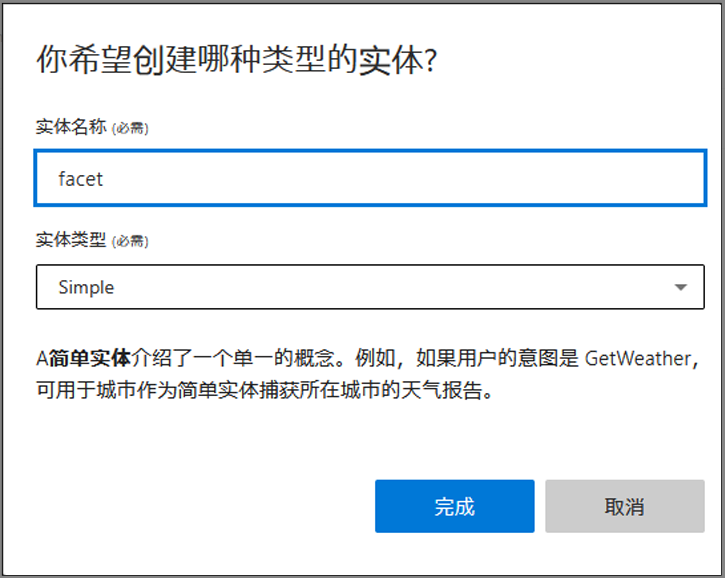 你希望创建哪种类型的实体?
实体名称 (必需)
facet
实体类型 (必需)
Simple
A简单实体介绍了一个单一的概念。例如，如果用户的意图是 GetWeather，
可用于城市作为简单实体捕获所在城市的天气报告。
完成
取消